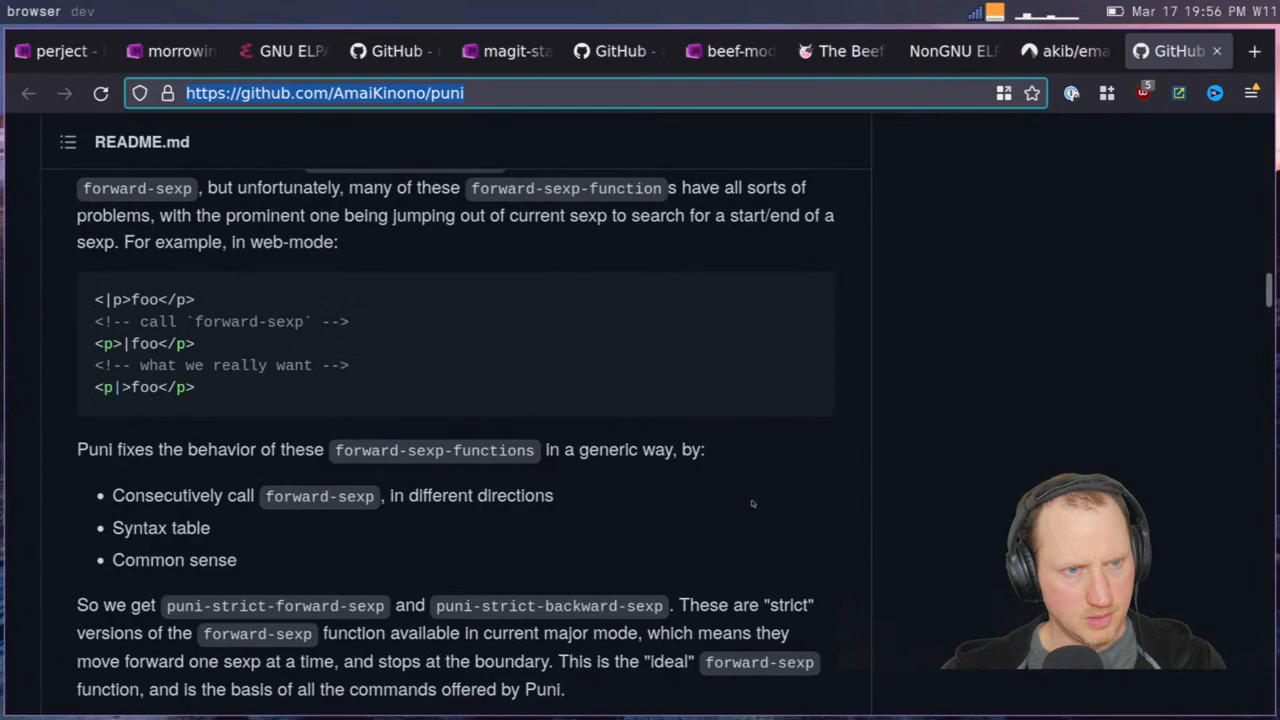 browser dev
Mar 17 19:56 W11
perject -
morrowin
GNU ELPA
GitHub -
magit-sta
GitHub - a
beef-mod
The Beef
NonGNU ELP
akib/ema
GitHub
https://github.com/AmaiKinono/puni
5
README.md
forward-sexp, but unfortunately, many of these forward-sexp-functions have all sorts of
problems, with the prominent one being jumping out of current sexp to search for a start/end of a
sexp. For example, in web-mode:
<|p>foo</p>
<!-- call `forward-sexp` -->
<p>|foo</p>
<!-- what we really want -->
<p|>foo</p>
Puni fixes the behavior of these forward-sexp-functions in a generic way, by:
• Consecutively call forward-sexp, in different directions
• Syntax table
• Common sense
So we get puni-strict-forward-sexp and puni-strict-backward-sexp. These are "strict"
versions of the forward-sexp function available in current major mode, which means they
move forward one sexp at a time, and stops at the boundary. This is the "ideal" forward-sexp
function, and is the basis of all the commands offered by Puni.